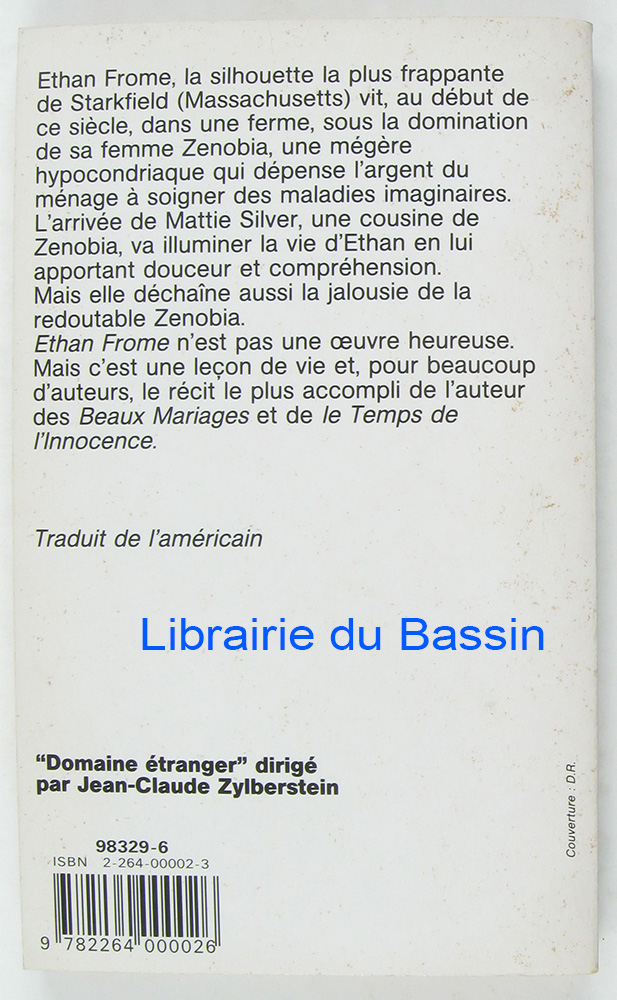 Ethan Frome, la silhouette la plus frappante
de Starkfield (Massachusetts) vit, au début de
ce siècle, dans une ferme, sous la domination
de sa femme Zenobia, une mégère
hypocondriaque qui dépense l'argent du
ménage à soigner des maladies imaginaires.
L'arrivée de Mattie Silver, une cousine de
Zenobia, va illuminer la vie d'Ethan en lui
apportant douceur et compréhension.
Mais elle déchaîne aussi la jalousie de la
redoutable Zenobia.
Ethan Frome n'est pas une œuvre heureuse.
Mais c'est une leçon de vie et, pour beaucoup
d'auteurs, le récit le plus accompli de l'auteur
des Beaux Mariages et de le Temps de
l'Innocence.
Traduit de l'américain
Librairie du Bassin
"Domaine étranger" dirigé
par Jean-Claude Zylberstein
Couverture : D.R.
98329-6
ISBN 2-264-00002-3
9 782264 000026